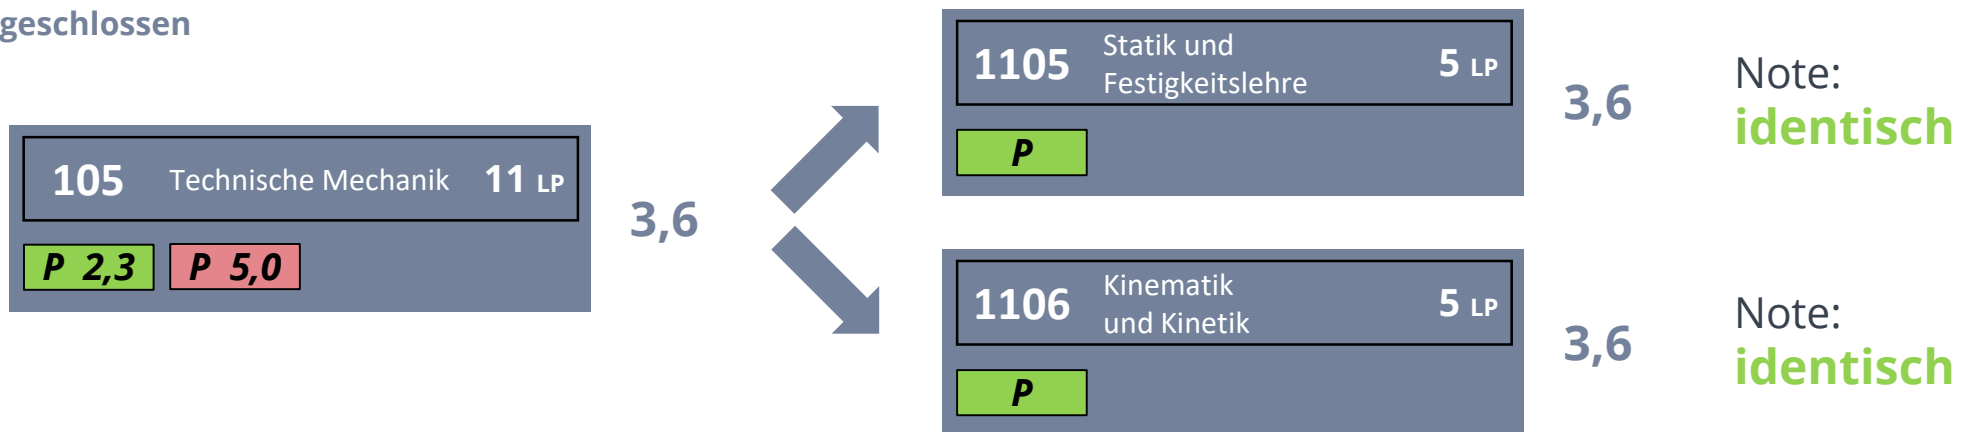 geschlossen
105 Technische Mechanik 11 LP
P 2,3 P 5,0
3,6
1105 Statik und Festigkeitslehre 5 LP
P
3,6
Note:
identisch
1106 Kinematik und Kinetik 5 LP
P
3,6
Note:
identisch